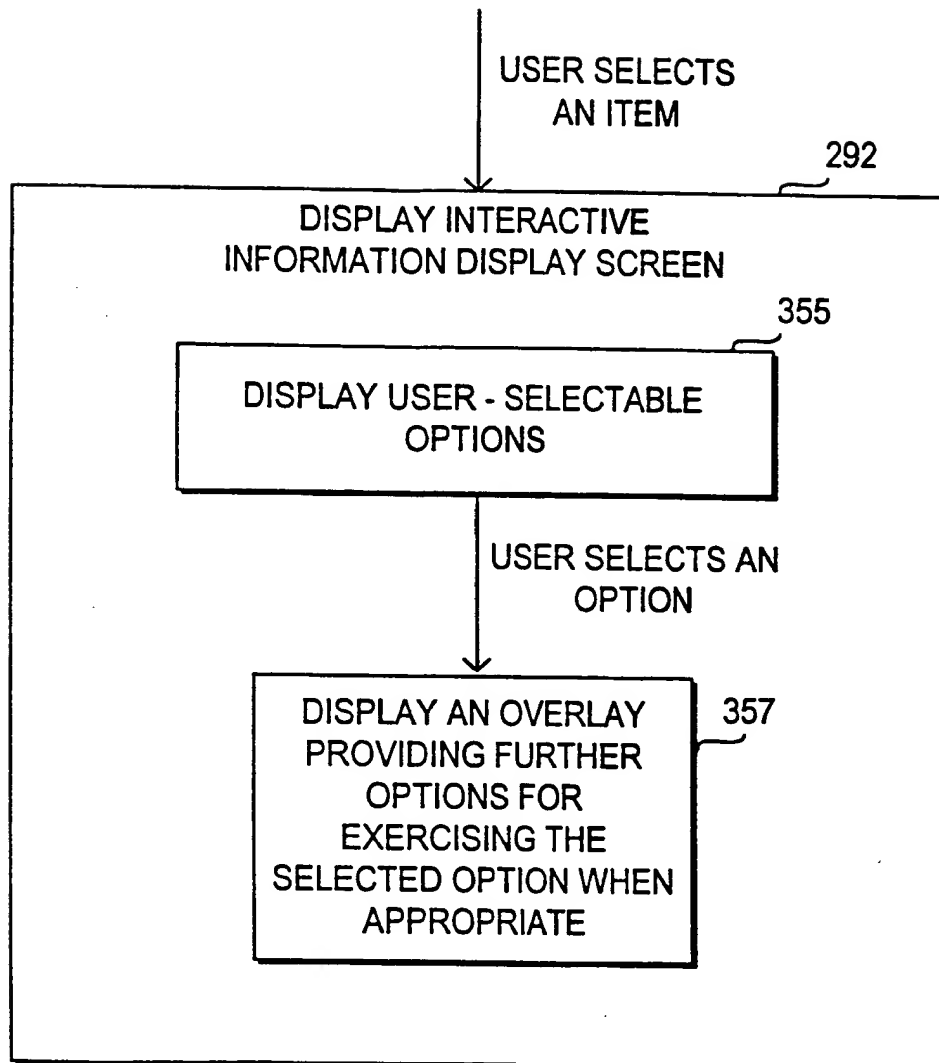 USER SELECTS
AN ITEM
292
DISPLAY INTERACTIVE
INFORMATION DISPLAY SCREEN
355
DISPLAY USER - SELECTABLE
OPTIONS
USER SELECTS AN
OPTION
357
DISPLAY AN OVERLAY
PROVIDING FURTHER
OPTIONS FOR
EXERCISING THE
SELECTED OPTION WHEN
APPROPRIATE